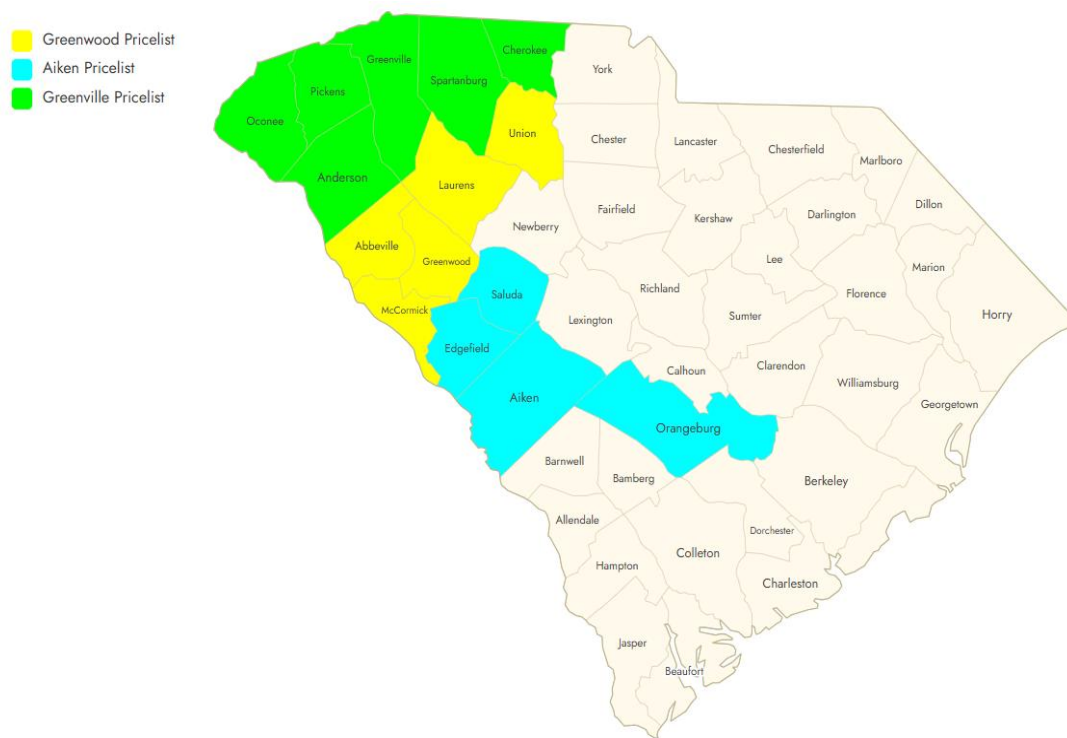 Greenwood Pricelist
Aiken Pricelist
Greenville Pricelist
Cherokee
Greenville
York
Spartanburg
Pickens
Oconee
Union
Chester
Lancaster
Chesterfield
Marlboro
Anderson
Laurens
Dillon
Fairfield
Kershaw
Darlington
Newberry
Abbeville
Greenwood
Lee
Marion
Richland
Saluda
Florence
McCormick
Lexington
Sumter
Horry
Edgefield
Calhoun
Clarendon
Williamsburg
Aiken
Georgetown
Orangeburg
Barnwell
Bamberg
Berkeley
Allendale
Dorchester
Colleton
Hampton
Charleston
Jasper
Beaufort